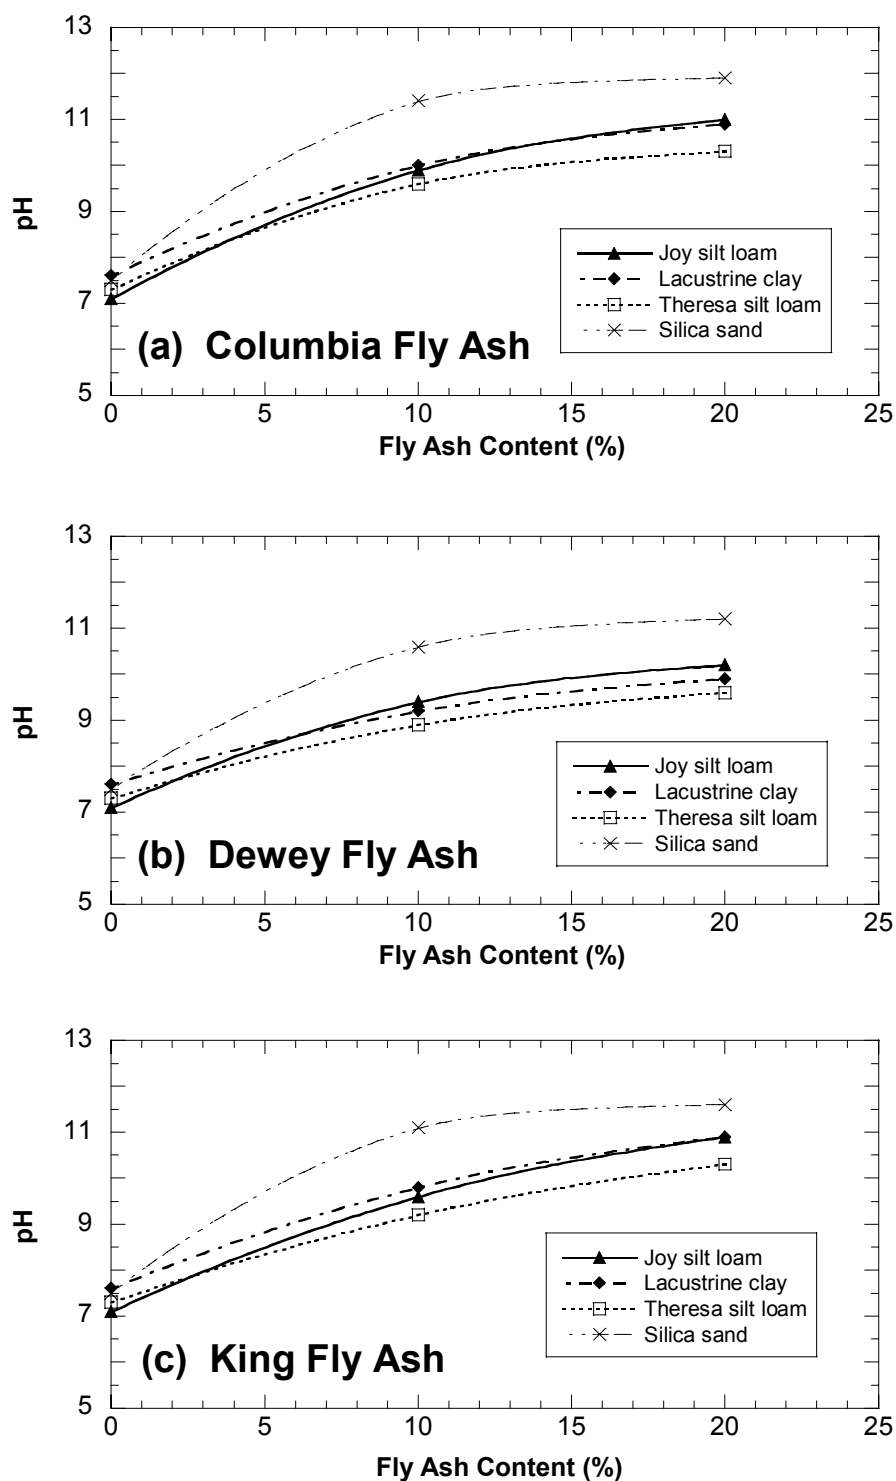 13
11
9
7
5
pH
Joy silt loam
Lacustrine clay
Theresa silt loam
Silica sand
(a) Columbia Fly Ash
0 5 10 15 20 25
Fly Ash Content (%)
13
11
9
7
5
pH
Joy silt loam
Lacustrine clay
Theresa silt loam
Silica sand
(b) Dewey Fly Ash
0 5 10 15 20 25
Fly Ash Content (%)
13
11
9
7
5
pH
Joy silt loam
Lacustrine clay
Theresa silt loam
Silica sand
(c) King Fly Ash
0 5 10 15 20 25
Fly Ash Content (%)